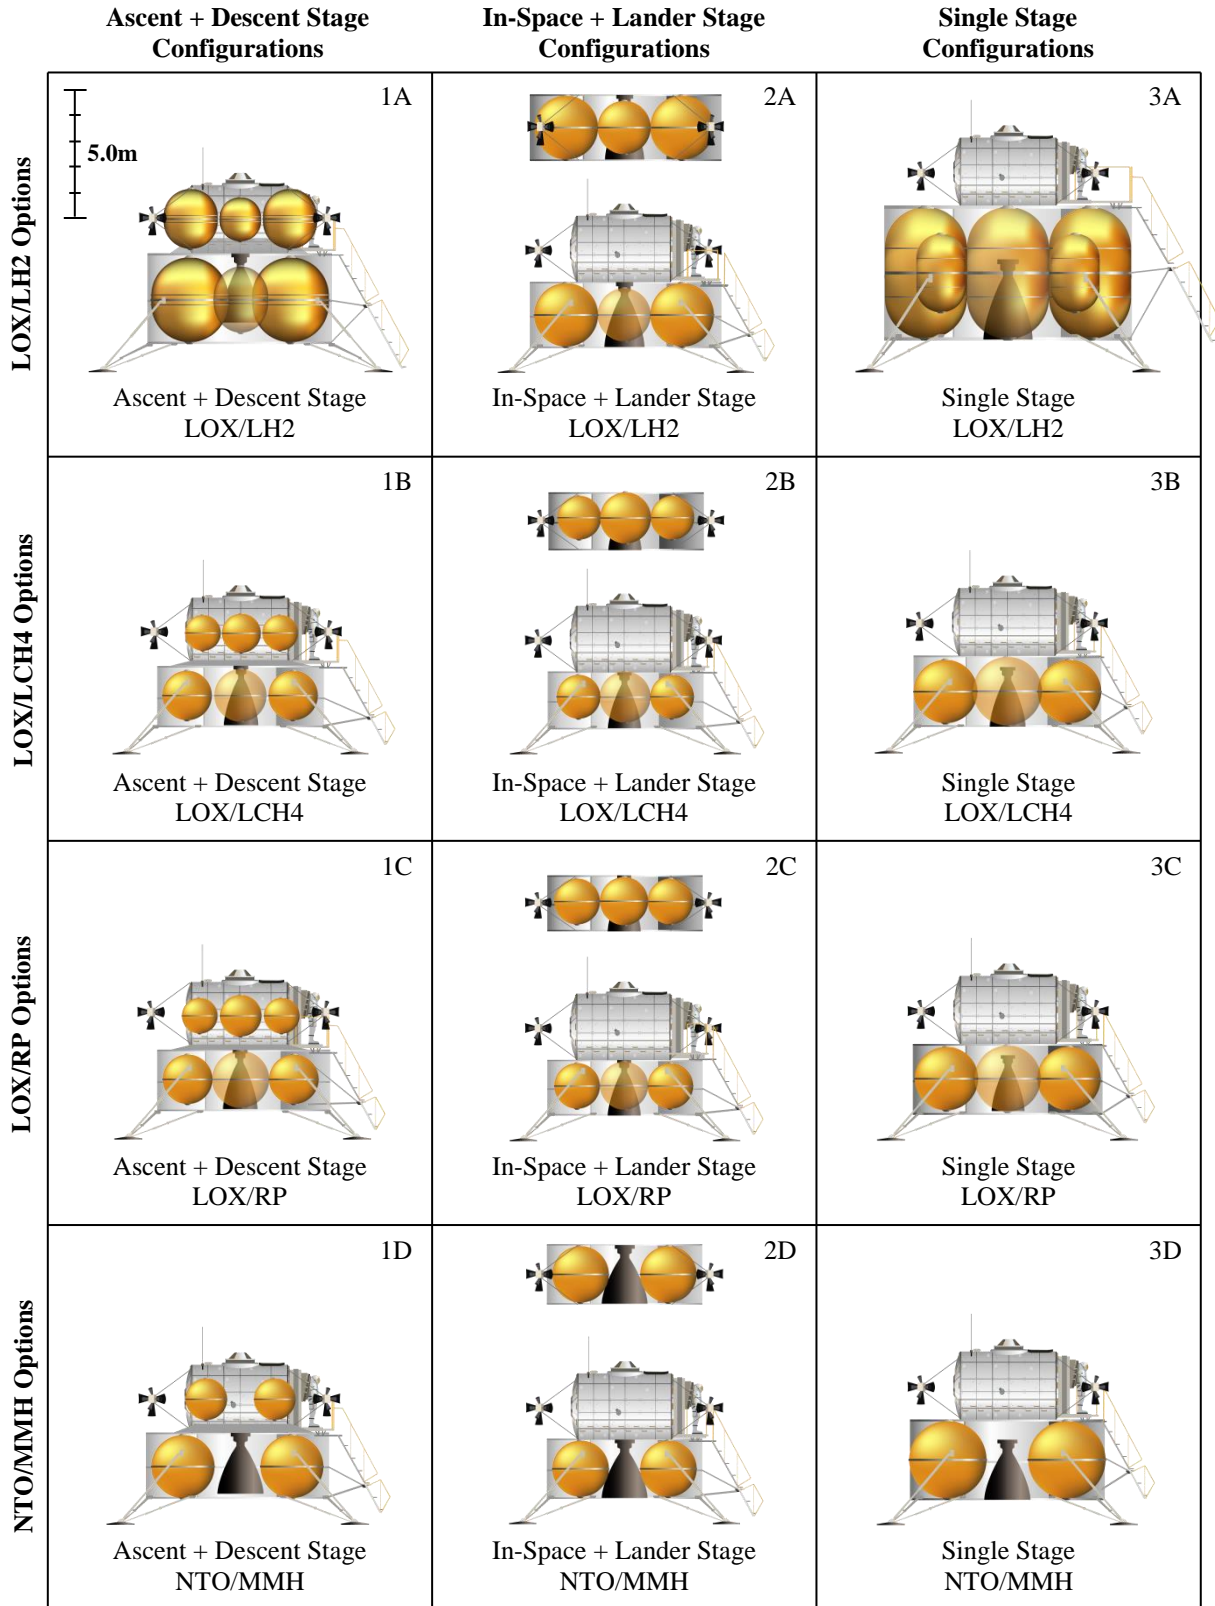 Ascent + Descent Stage
Configurations
In-Space + Lander Stage
Configurations
Single Stage
Configurations
LOX/LH2 Options
1A
5.0m
Ascent + Descent Stage
LOX/LH2
2A
In-Space + Lander Stage
LOX/LH2
3A
Single Stage
LOX/LH2
LOX/LCH4 Options
1B
Ascent + Descent Stage
LOX/LCH4
2B
In-Space + Lander Stage
LOX/LCH4
3B
Single Stage
LOX/LCH4
LOX/RP Options
1C
Ascent + Descent Stage
LOX/RP
2C
In-Space + Lander Stage
LOX/RP
3C
Single Stage
LOX/RP
NTO/MMH Options
1D
Ascent + Descent Stage
NTO/MMH
2D
In-Space + Lander Stage
NTO/MMH
3D
Single Stage
NTO/MMH